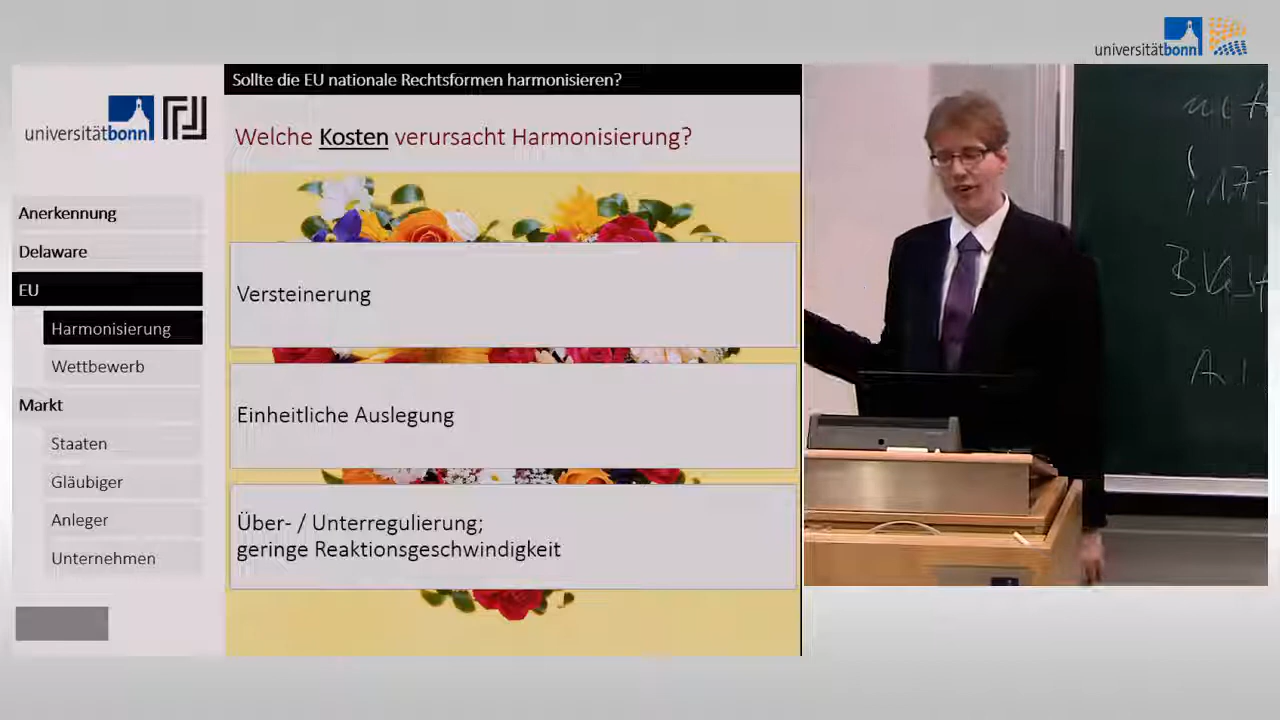 universitätbonn
Sollte die EU nationale Rechtsformen harmonisieren?
universitätbonn
Welche Kosten verursacht Harmonisierung?
Anerkennung
Delaware
EU
Harmonisierung
Wettbewerb
Markt
Staaten
Gläubiger
Anleger
Unternehmen
Versteinerung
Einheitliche Auslegung
Über- / Unterregulierung;
geringe Reaktionsgeschwindigkeit